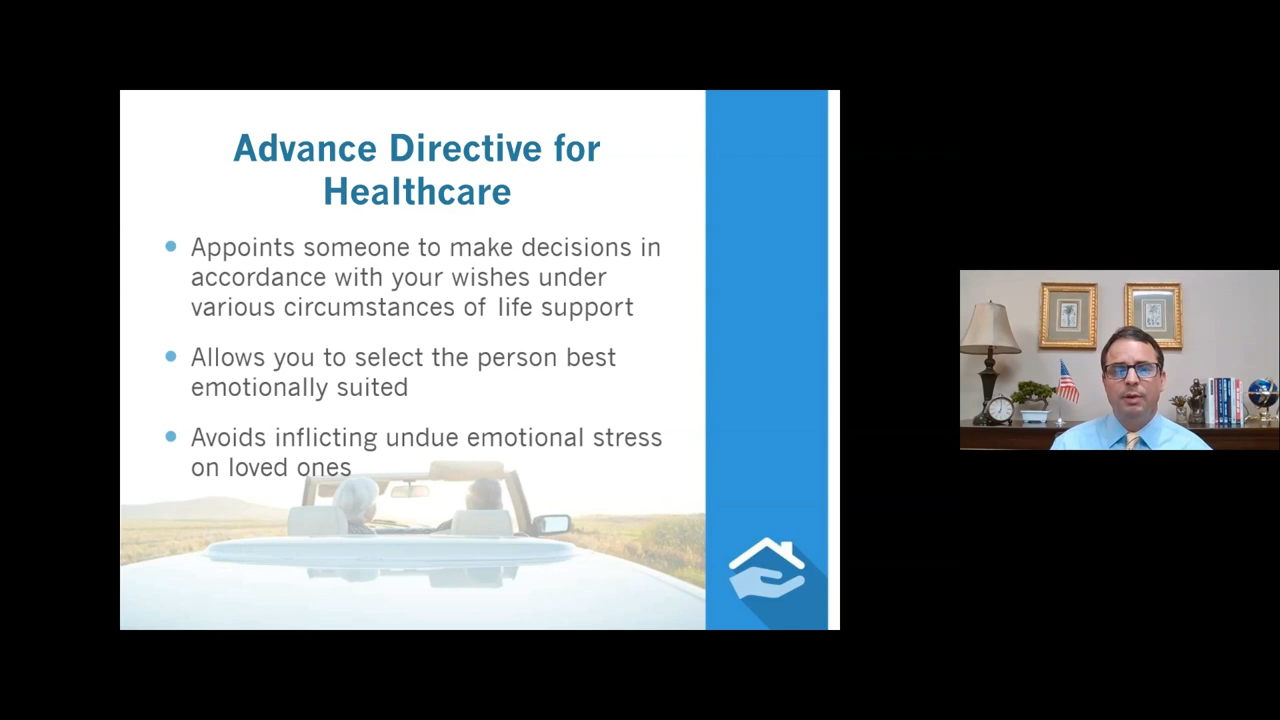 Advance Directive for
Healthcare
Appoints someone to make decisions in
accordance with your wishes under
various circumstances of life support
Allows you to select the person best
emotionally suited
Avoids inflicting undue emotional stress
on loved ones